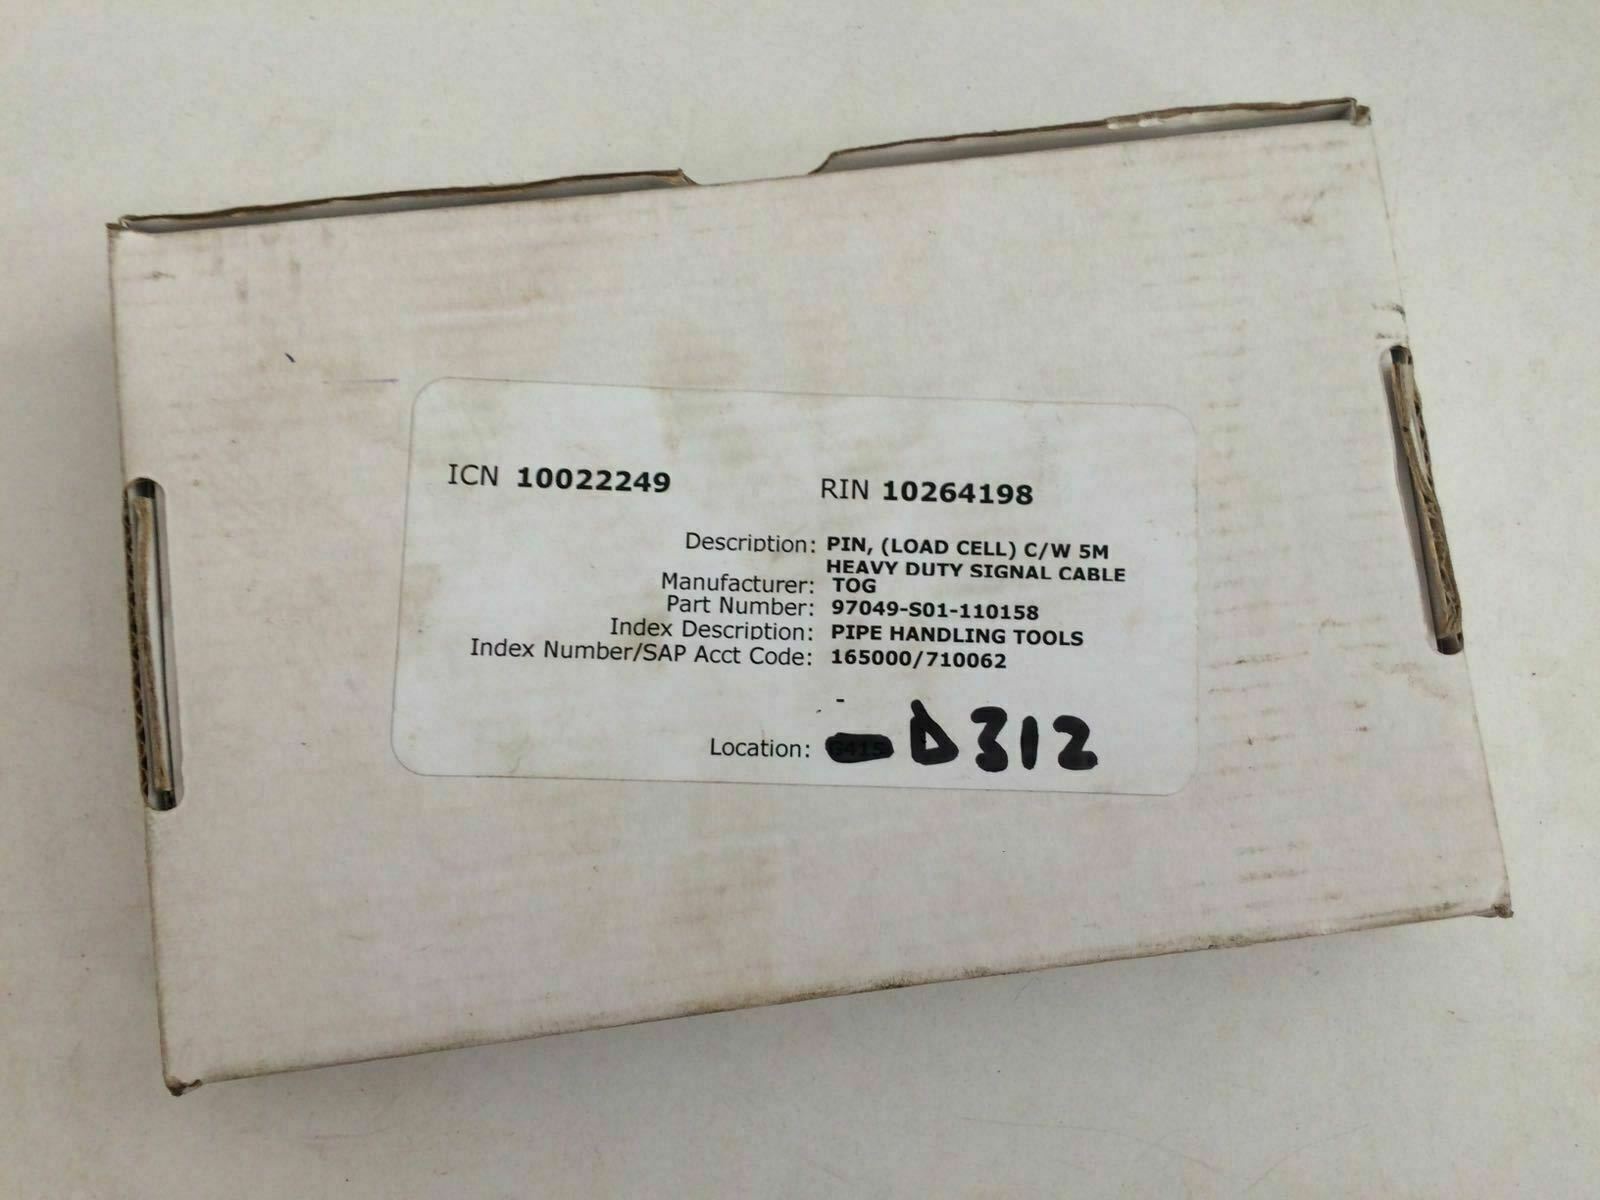 ICN 10022249 RIN 10264198
Description: PIN, (LOAD CELL) C/W 5M
HEAVY DUTY SIGNAL CABLE
Manufacturer: TOG
Part Number: 97049-S01-110158
Index Description: PIPE HANDLING TOOLS
Index Number/SAP Acct Code: 165000/710062
-
Location: D312